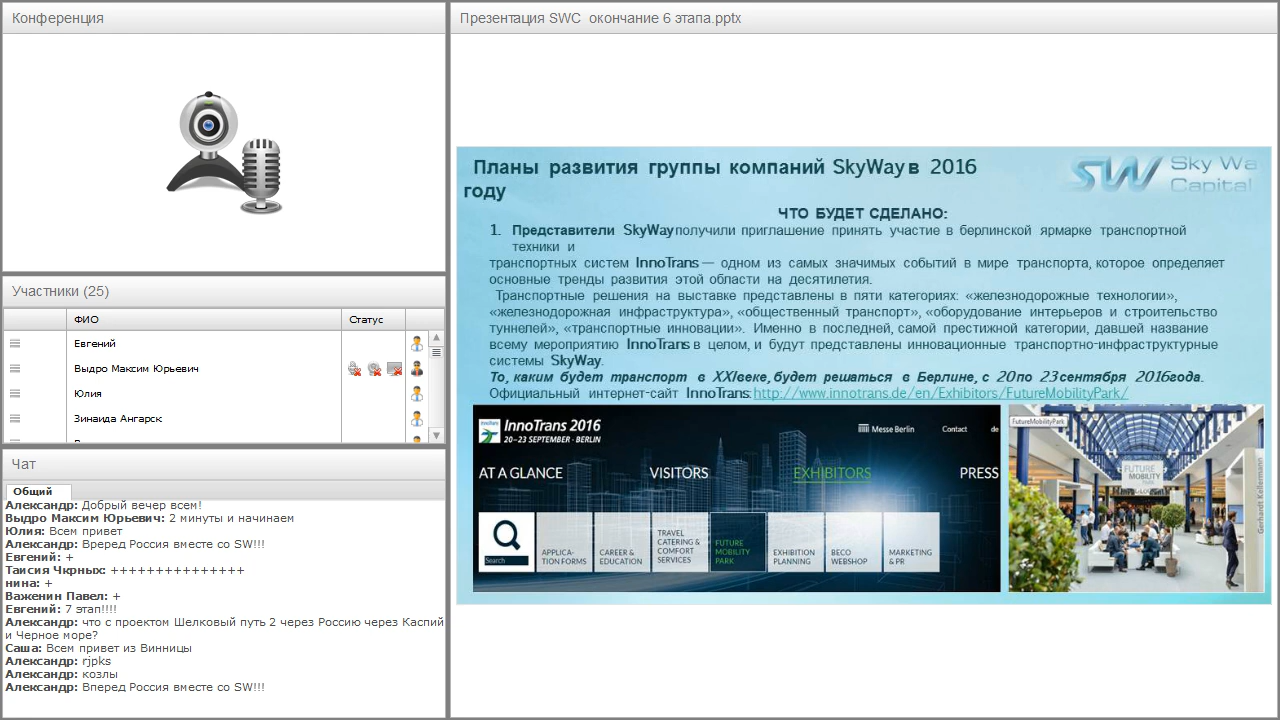 Конференция
Участники (25)
ФИО
Статус
Евгений
Выдро Максим Юрьевич
Юлия
Зинаида Ангарск
Чат
Общий
Александр: Добрый вечер всем!
Выдро Максим Юрьевич: 2 минуты и начинаем
Юлия: Всем привет
Александр: Вреред Россия вместе со SW!!!
Евгений: +
Таисия Чкрных: +++++++++++++++
нина: +
Важенин Павел: +
Евгений: 7 этап!!!!
Александр: что с проектом Шелковый путь 2 через Россию через Каспий
и Черное море?
Саша: Всем привет из Винницы
Александр: rjpks
Александр: козлы
Александр: Вперед Россия вместе со SW!!!
Презентация SWC окончание 6 этапа.pptx
Планы развития группы компаний SkyWay в 2016
году
SW Sky Wa
Capital
ЧТО БУДЕТ СДЕЛАНО:
1. Представители SkyWay получили приглашение принять участие в берлинской ярмарке транспортной
техники и
транспортных систем InnoTrans — одном из самых значимых событий в мире транспорта, которое определяет
основные тренды развития этой области на десятилетия.
Транспортные решения на выставке представлены в пяти категориях: «железнодорожные технологии»,
«железнодорожная инфраструктура», «общественный транспорт», «оборудование интерьеров и строительство
туннелей», «транспортные инновации». Именно в последней, самой престижной категории, давшей название
всему мероприятию InnoTrans в целом, и будут представлены инновационные транспортно-инфраструктурные
системы SkyWay.
То, каким будет транспорт в XXI веке, будет решаться в Берлине, с 20 по 23 сентября 2016 года.
Официальный интернет-сайт InnoTrans: http://www.innotrans.de/en/Exhibitors/FutureMobilityPark/
InnoTrans 2016
20–23 SEPTEMBER · BERLIN
Messe Berlin
Contact
de
AT A GLANCE
VISITORS
EXHIBITORS
PRESS
Search
APPLICA-
TION FORMS
CAREER &
EDUCATION
TRAVEL
CATERING &
COMFORT
SERVICES
FUTURE
MOBILITY
PARK
EXHIBITION
PLANNING
BECO
WEBSHOP
MARKETING
& PR
FutureMobilityPark
FUTURE
MOBILITY
Gerhardt Kellermann